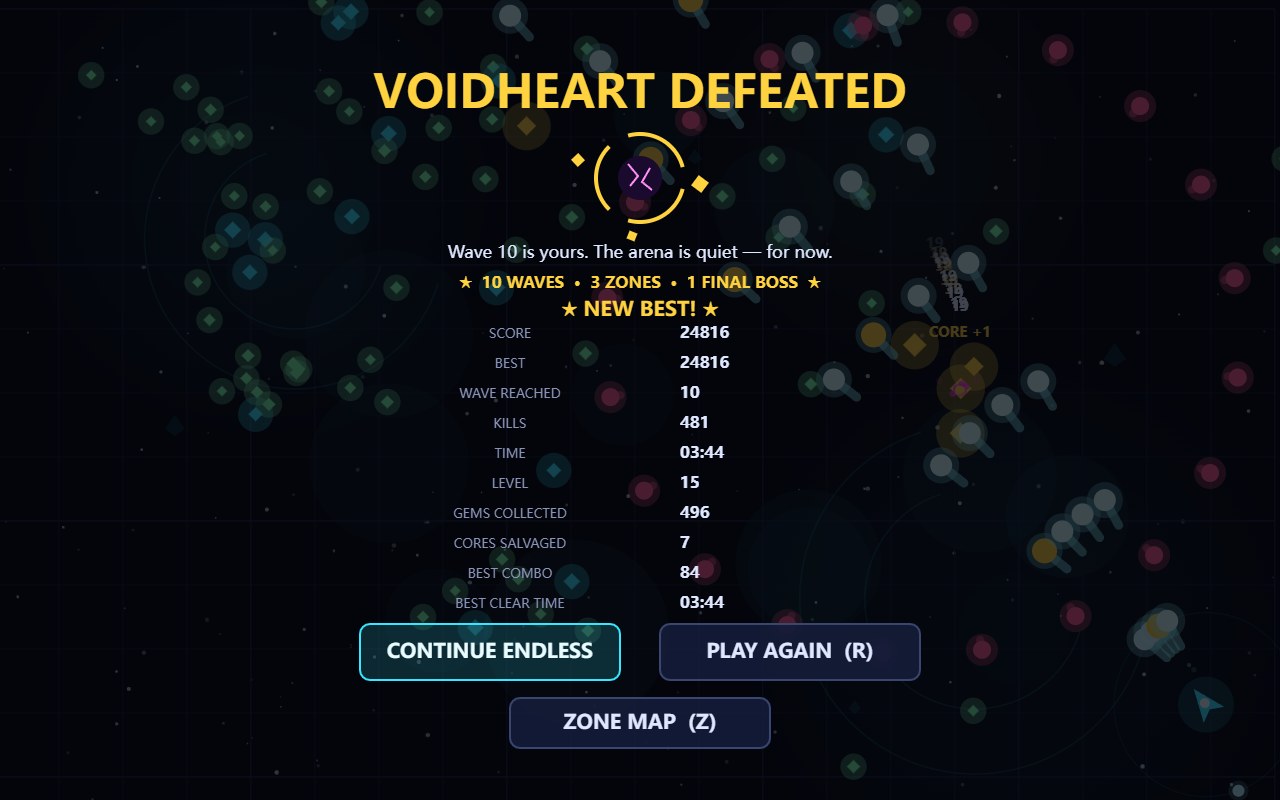 VOIDHEART DEFEATED
Wave 10 is yours. The arena is quiet — for now.
★ 10 WAVES • 3 ZONES • 1 FINAL BOSS ★
★ NEW BEST! ★
SCORE 24816
BEST 24816
CORE +1
WAVE REACHED 10
KILLS 481
TIME 03:44
LEVEL 15
GEMS COLLECTED 496
CORES SALVAGED 7
BEST COMBO 84
BEST CLEAR TIME 03:44
CONTINUE ENDLESS
PLAY AGAIN (R)
ZONE MAP (Z)